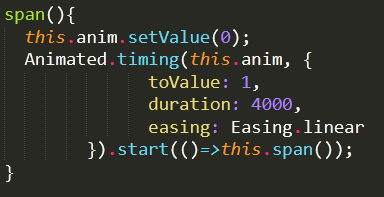 span(){
  this.anim.setValue(0);
  Animated.timing(this.anim, {
              toValue: 1,
              duration: 4000,
              easing: Easing.linear
        }).start(()=>this.span());
}